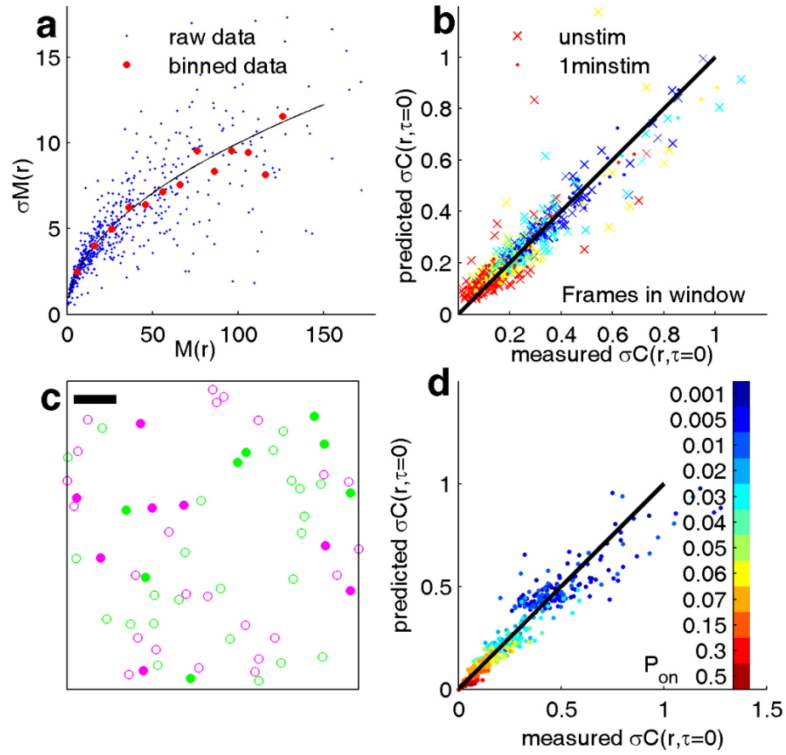 a
raw data
binned data
15
10
5
0
σM(r)
0
50
100
150
M(r)
b
unstim
1minstim
1
0.8
0.6
0.4
0.2
0
predicted σC(r,τ=0)
Frames in window
0.2
0.4
0.6
0.8
1
measured σC(r,τ=0)
c
d
1.5
1
0.5
0
predicted σC(r,τ=0)
0.001
0.005
0.01
0.02
0.03
0.04
0.05
0.06
0.07
0.15
0.3
0.5
Pon
0
0.5
1
1.5
measured σC(r,τ=0)